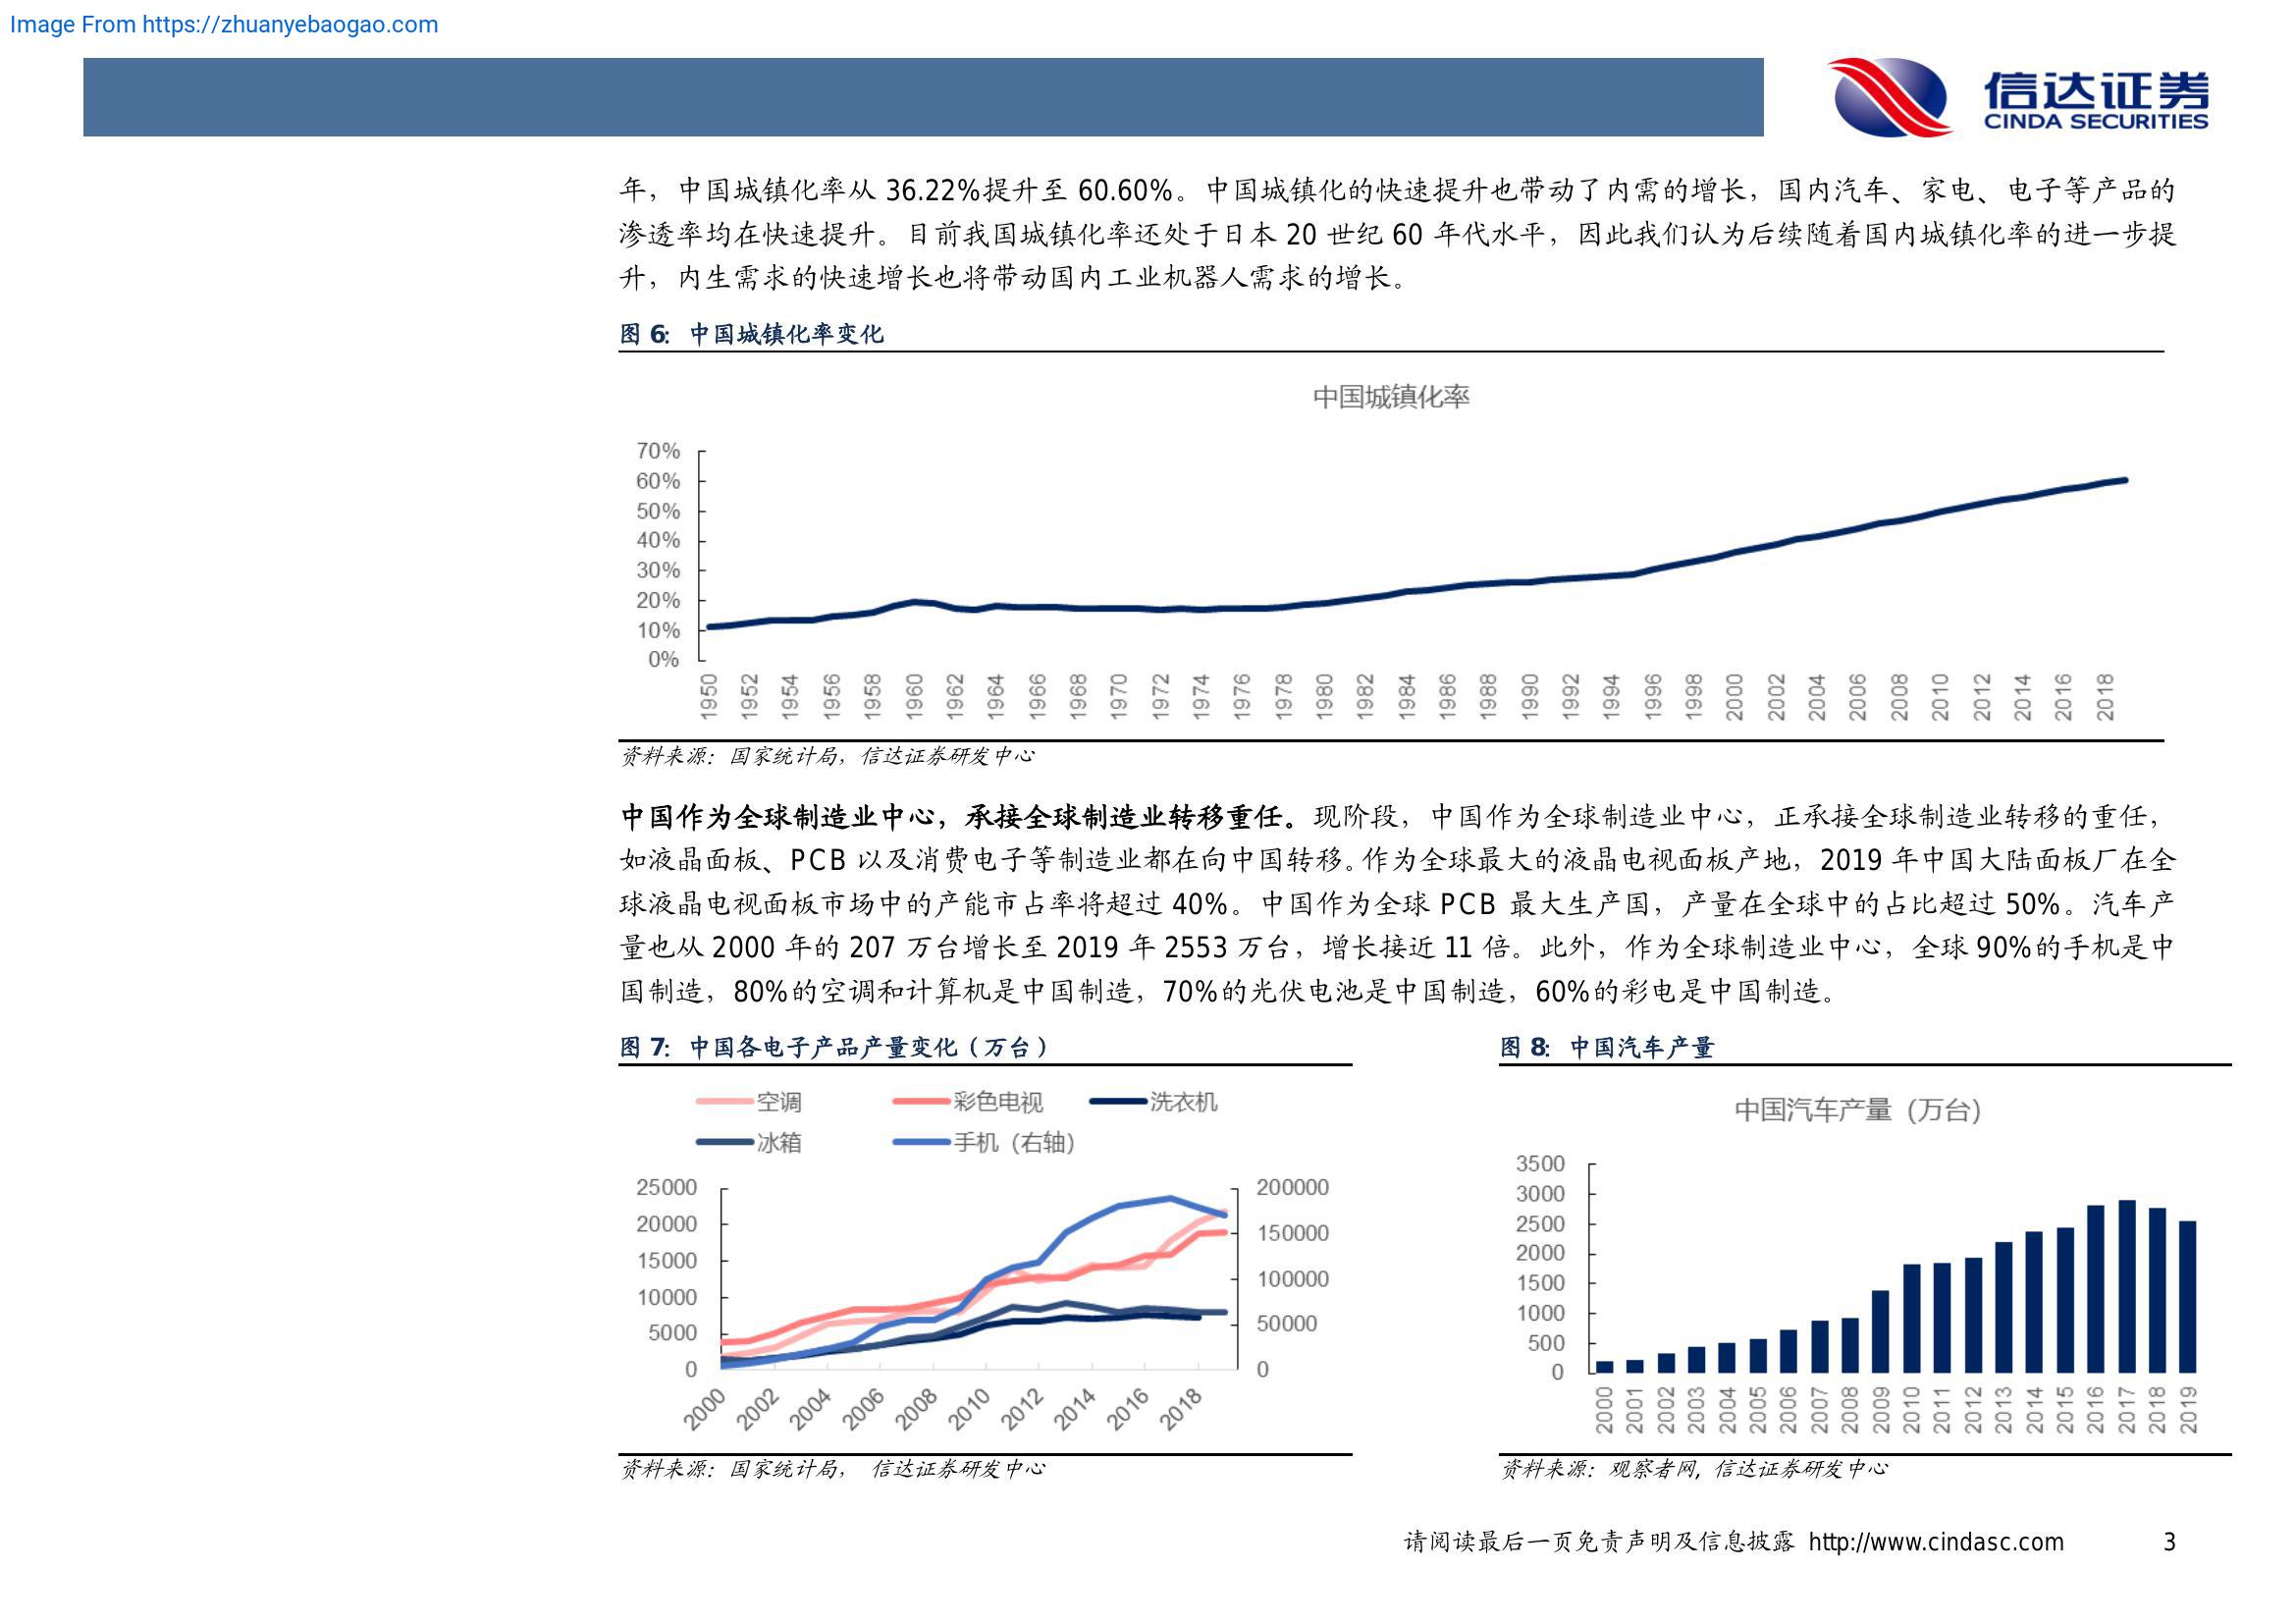 Image From https://zhuanyebaogao.com
信达证券
CINDA SECURITIES
年，中国城镇化率从 36.22%提升至 60.60%。中国城镇化的快速提升也带动了内需的增长，国内汽车、家电、电子等产品的
渗透率均在快速提升。目前我国城镇化率还处于日本 20 世纪 60 年代水平，因此我们认为后续随着国内城镇化率的进一步提
升，内生需求的快速增长也将带动国内工业机器人需求的增长。
图 6: 中国城镇化率变化
中国城镇化率
70%
60%
50%
40%
30%
20%
10%
0%
1950 1952 1954 1956 1958 1960 1962 1964 1966 1968 1970 1972 1974 1976 1978 1980 1982 1984 1986 1988 1990 1992 1994 1996 1998 2000 2002 2004 2006 2008 2010 2012 2014 2016 2018
资料来源：国家统计局，信达证券研发中心
中国作为全球制造业中心，承接全球制造业转移重任。现阶段，中国作为全球制造业中心，正承接全球制造业转移的重任，
如液晶面板、PCB 以及消费电子等制造业都在向中国转移。作为全球最大的液晶电视面板产地，2019 年中国大陆面板厂在全
球液晶电视面板市场中的产能市占率将超过 40%。中国作为全球 PCB 最大生产国，产量在全球中的占比超过 50%。汽车产
量也从 2000 年的 207 万台增长至 2019 年 2553 万台，增长接近 11 倍。此外，作为全球制造业中心，全球 90%的手机是中
国制造，80%的空调和计算机是中国制造，70%的光伏电池是中国制造，60%的彩电是中国制造。
图 7: 中国各电子产品产量变化（万台）
空调 彩色电视 洗衣机
冰箱 手机（右轴）
25000 200000
20000
15000 150000
10000 100000
5000 50000
0 0
2000 2002 2004 2006 2008 2010 2012 2014 2016 2018
资料来源：国家统计局， 信达证券研发中心
图 8: 中国汽车产量
中国汽车产量（万台）
3500
3000
2500
2000
1500
1000
500
0
2000 2001 2002 2003 2004 2005 2006 2007 2008 2009 2010 2011 2012 2013 2014 2015 2016 2017 2018 2019
资料来源：观察者网, 信达证券研发中心
请阅读最后一页免责声明及信息披露 http://www.cindasc.com 3